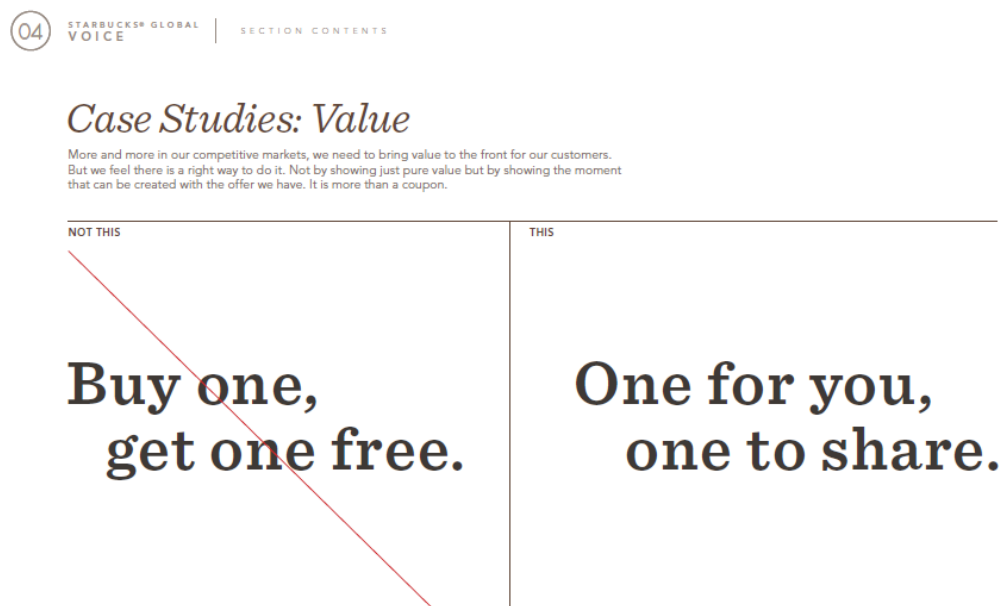 04
STARBUCKS® GLOBAL
VOICE
SECTION CONTENTS
Case Studies: Value
More and more in our competitive markets, we need to bring value to the front for our customers.
But we feel there is a right way to do it. Not by showing just pure value but by showing the moment
that can be created with the offer we have. It is more than a coupon.
NOT THIS
Buy one,
get one free.
THIS
One for you,
one to share.